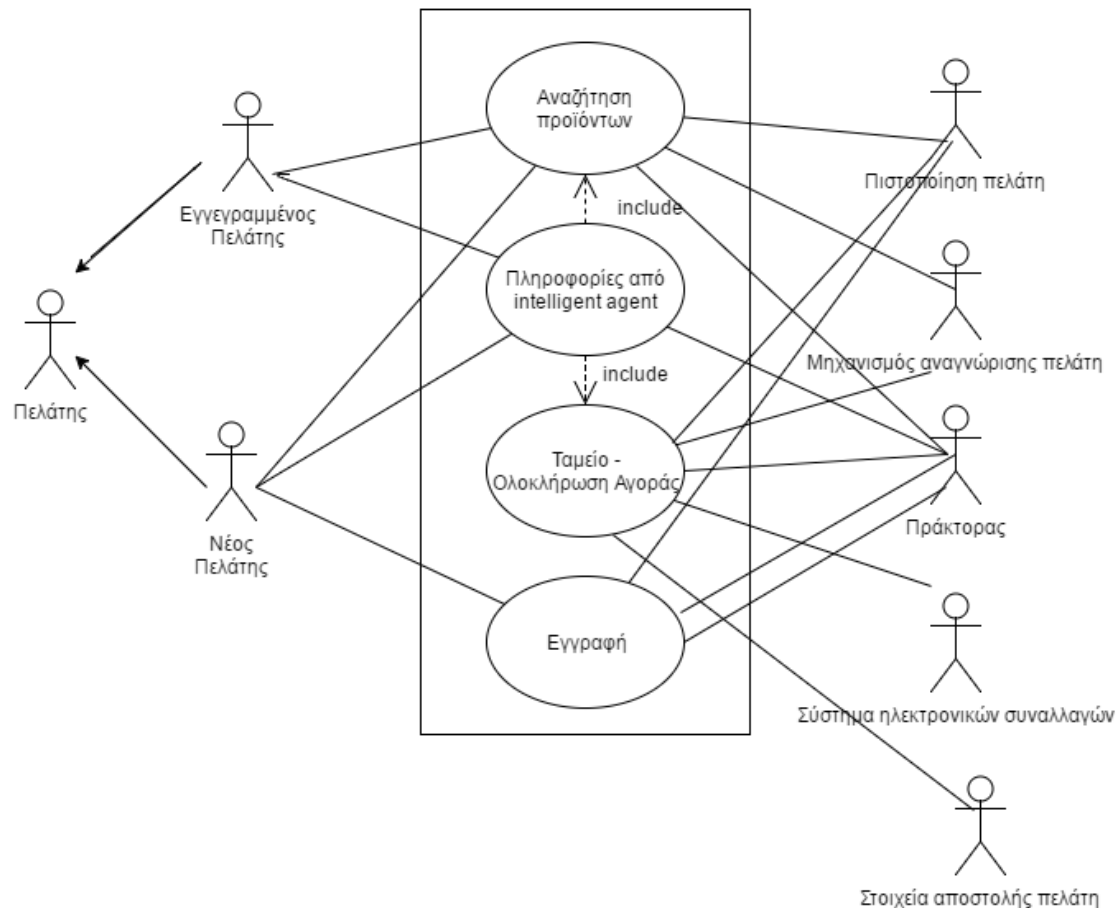 Αναζήτηση
προϊόντων
Πιστοποίηση πελάτη
Εγγεγραμμένος
Πελάτης
include
Πληροφορίες από
intelligent agent
Μηχανισμός αναγνώρισης πελάτη
include
Πελάτης
Ταμείο -
Ολοκλήρωση Αγοράς
Πράκτορας
Νέος
Πελάτης
Εγγραφή
Σύστημα ηλεκτρονικών συναλλαγών
Στοιχεία αποστολής πελάτη